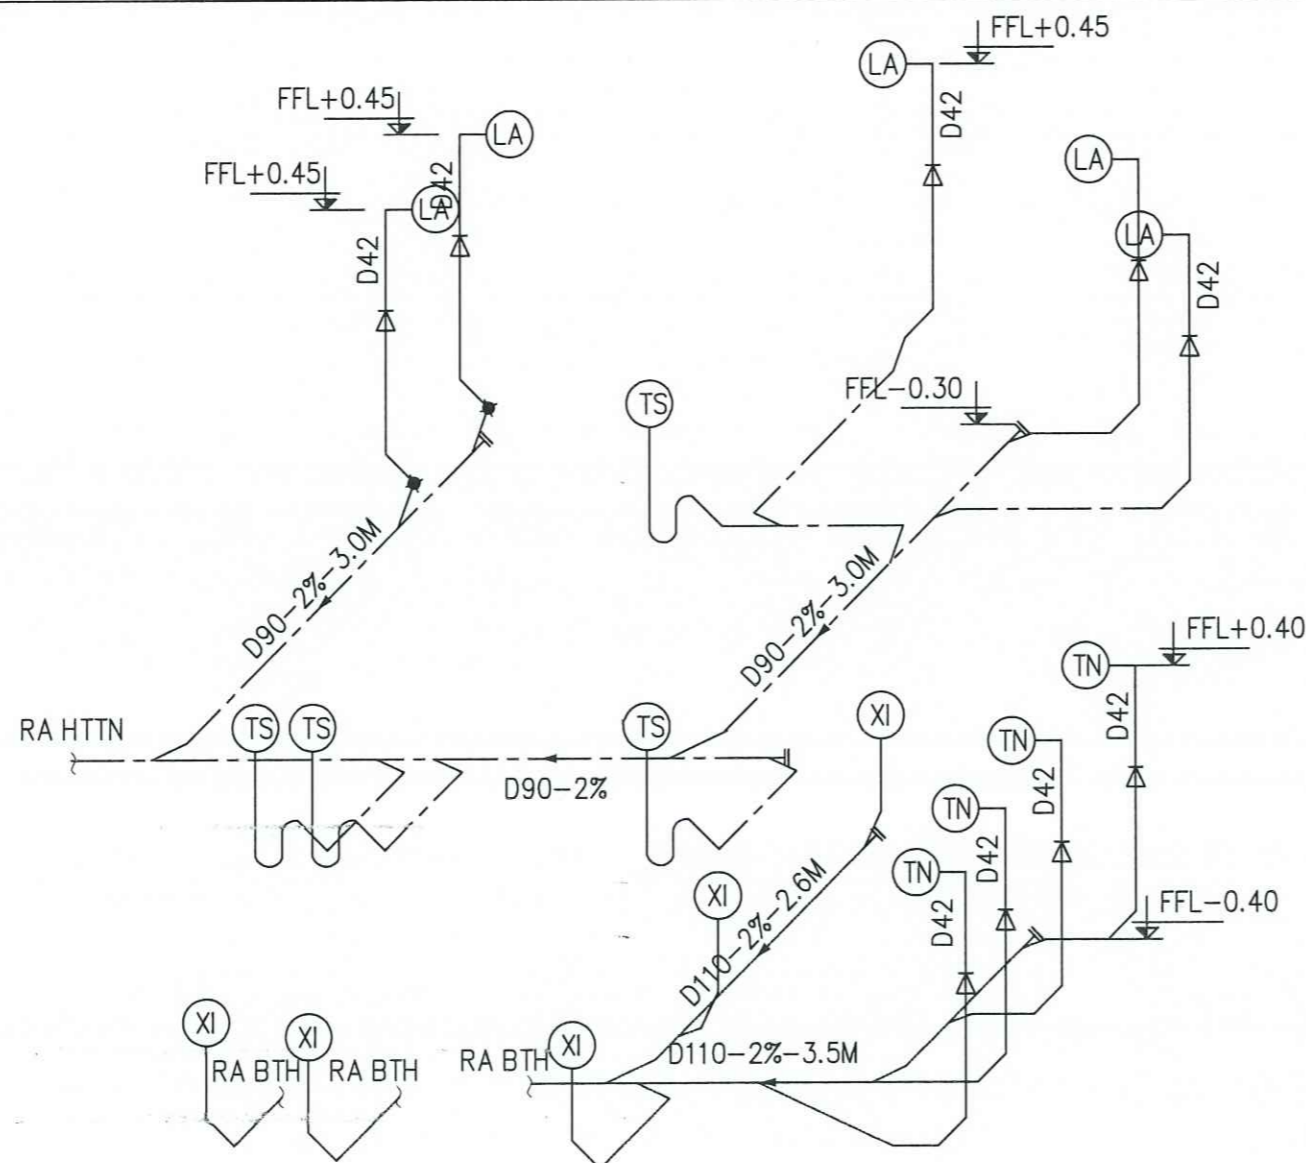 FFL+0.45
LA
D42
FFL+0.45
LA
D42
FFL+0.45
LA
D42
LA
FFL-0.30
LA
D42
TS
D90-2%-3.0M
D90-2%-3.0M
FFL+0.40
TN
D42
RA HTTN
TS
TS
TS
XI
TN
D42
D90-2%
TN
D42
TN
D42
D110-2%-2.6M
XI
FFL-0.40
XI
RA BTH
XI
RA BTH
RA BTH
XI
D110-2%-3.5M